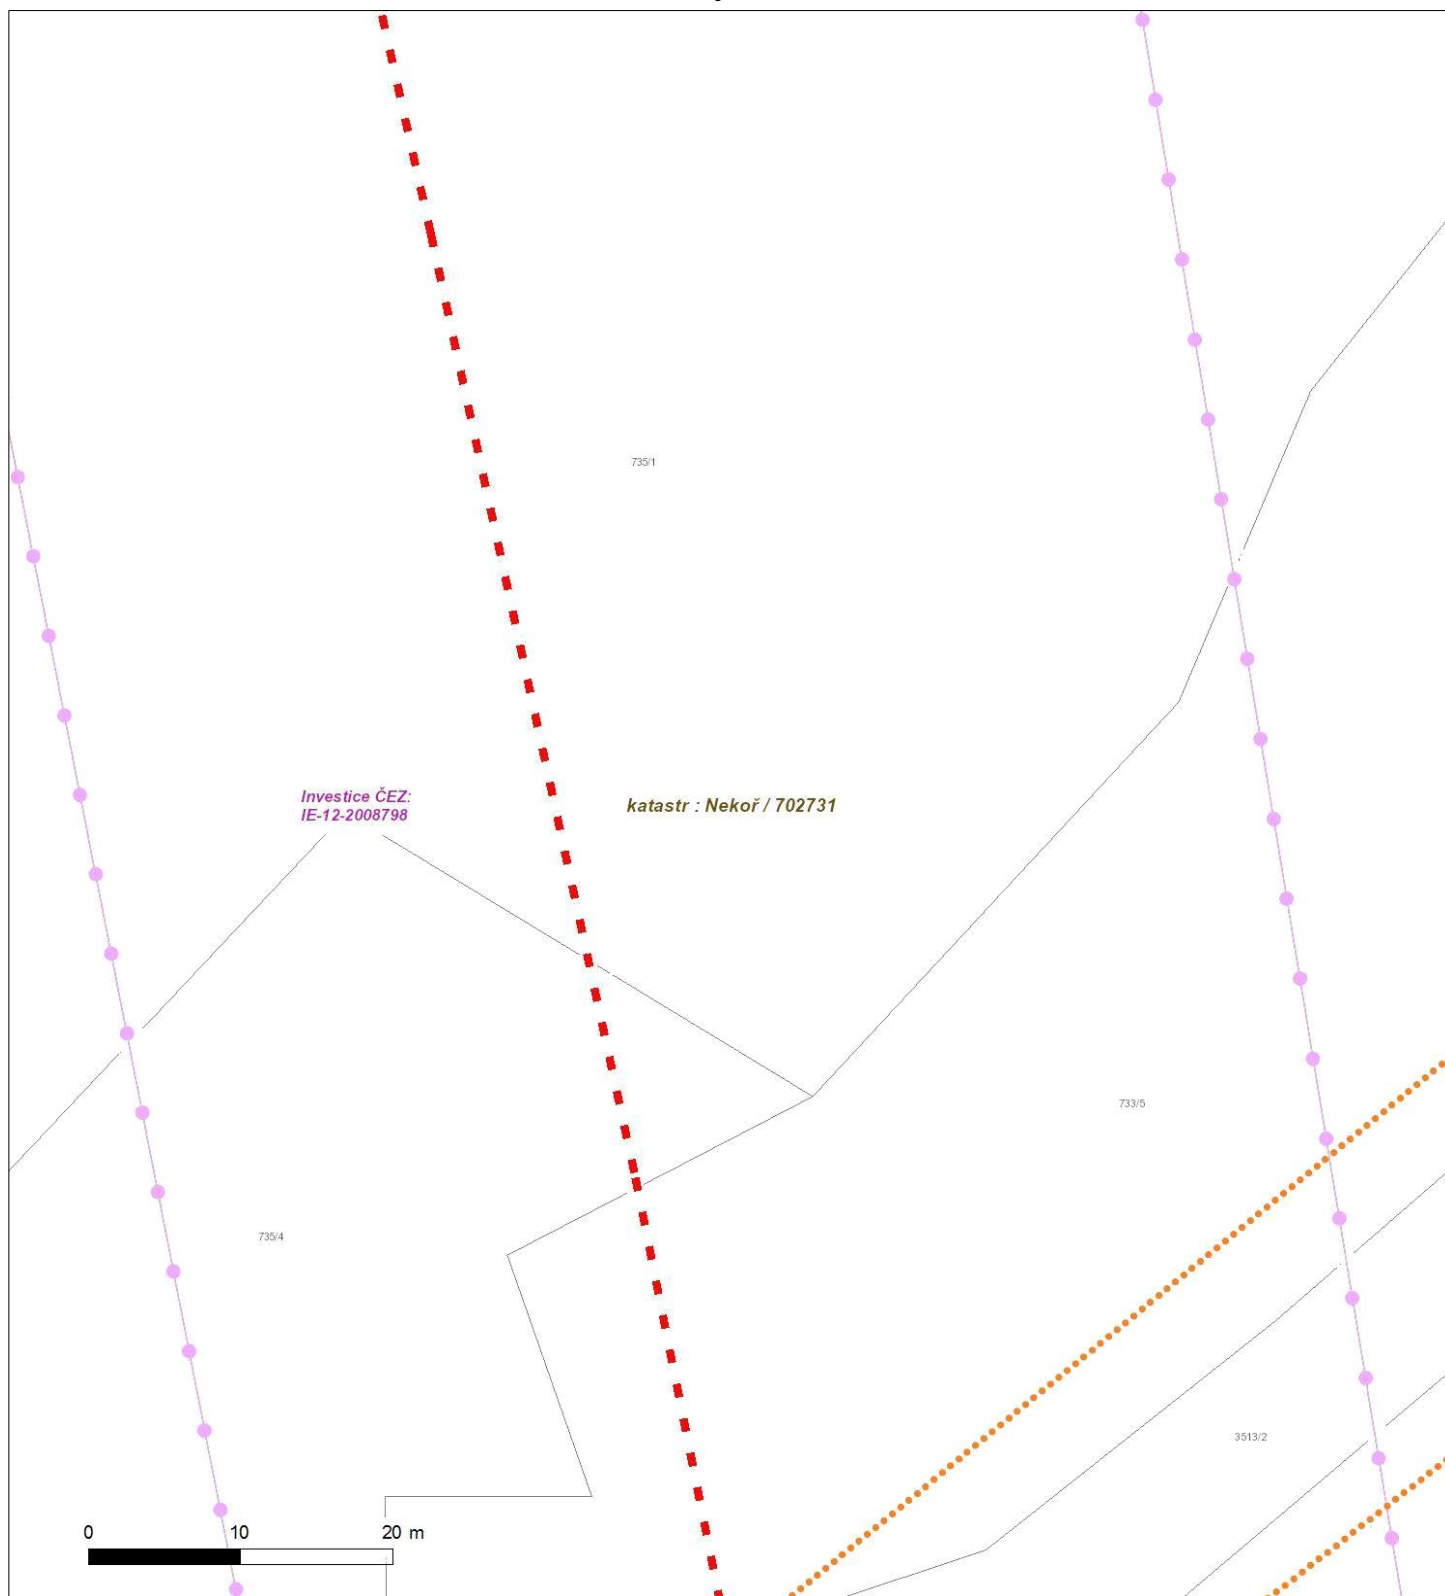 735/1
Investice ČEZ:
IE-12-2008798
katastr : Nekoř / 702731
733/5
735/4
3513/2
0 10 20 m